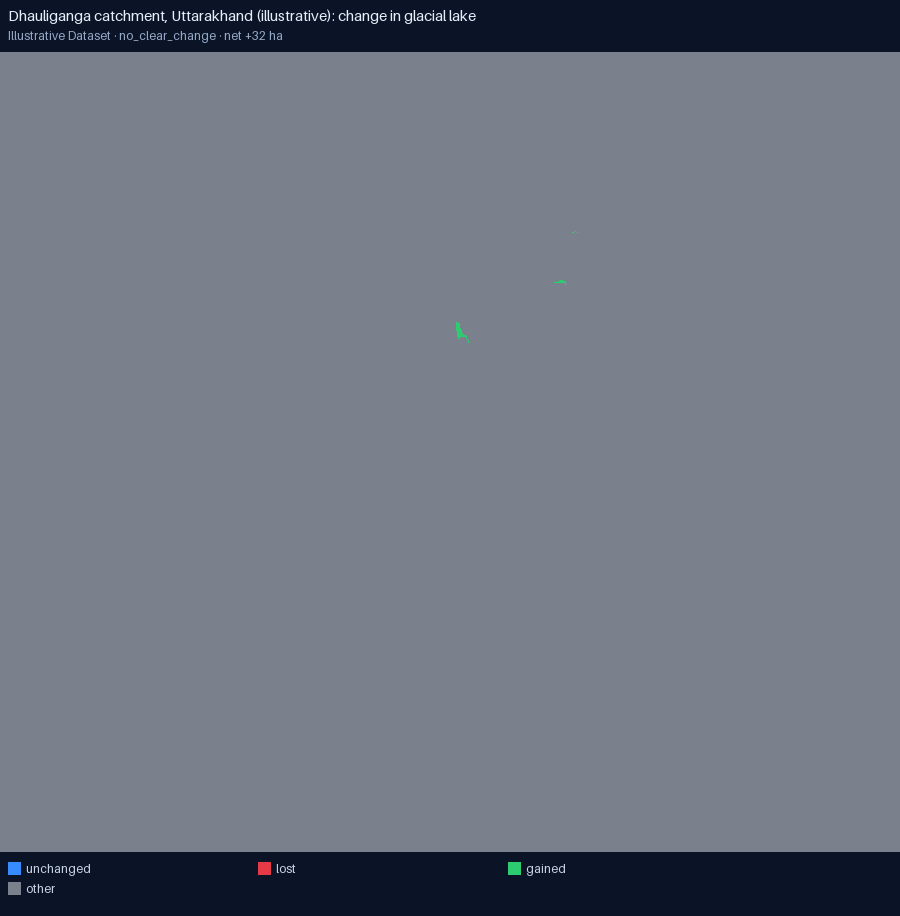 Dhauliganga catchment, Uttarakhand (illustrative): change in glacial lake
Illustrative Dataset · no_clear_change · net +32 ha
unchanged
lost
gained
other